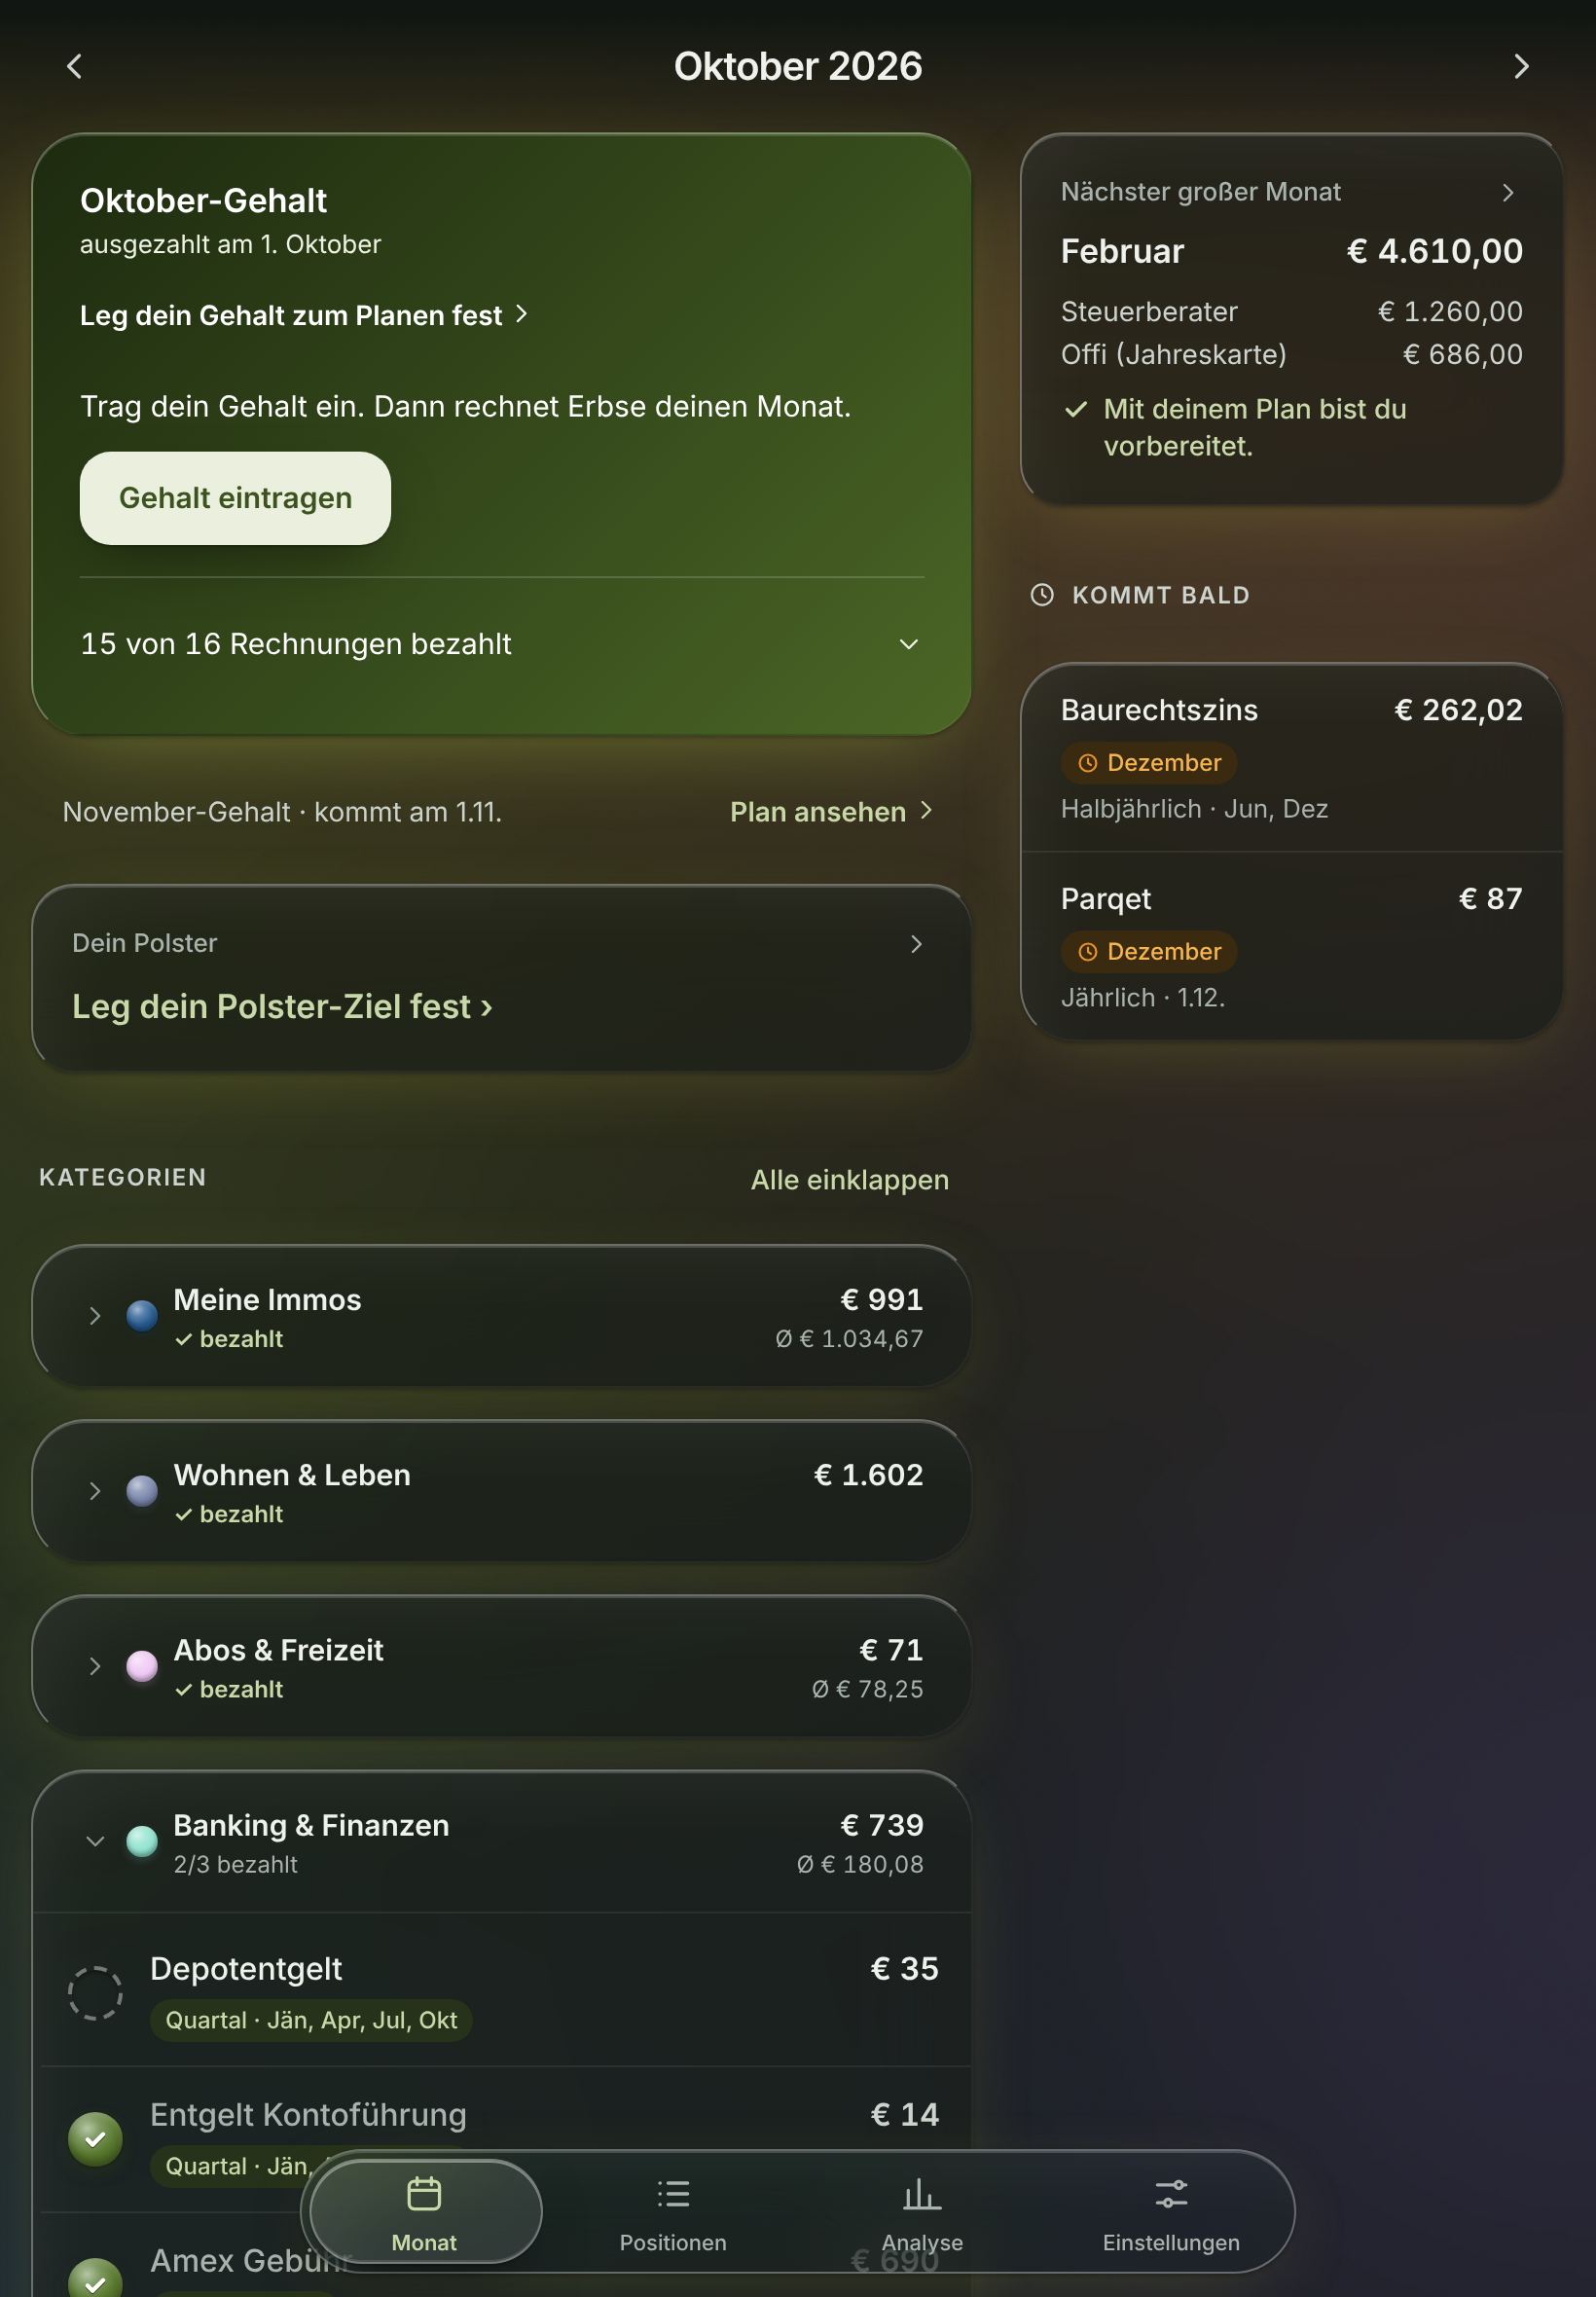 Oktober 2026
Oktober-Gehalt
ausgezahlt am 1. Oktober
Leg dein Gehalt zum Planen fest
Trag dein Gehalt ein. Dann rechnet Erbse deinen Monat.
Gehalt eintragen
15 von 16 Rechnungen bezahlt
November-Gehalt · kommt am 1.11.
Plan ansehen
Dein Polster
Leg dein Polster-Ziel fest ›
KATEGORIEN
Alle einklappen
Meine Immos € 991
✓ bezahlt Ø € 1.034,67
Wohnen & Leben € 1.602
✓ bezahlt
Abos & Freizeit € 71
✓ bezahlt Ø € 78,25
Banking & Finanzen € 739
2/3 bezahlt Ø € 180,08
Depotentgelt € 35
Quartal · Jän, Apr, Jul, Okt
Entgelt Kontoführung € 14
Quartal · Jän,
Amex Gebühr € 690
Nächster großer Monat
Februar € 4.610,00
Steuerberater € 1.260,00
Offi (Jahreskarte) € 686,00
Mit deinem Plan bist du
vorbereitet.
KOMMT BALD
Baurechtszins € 262,02
Dezember
Halbjährlich · Jun, Dez
Parqet € 87
Dezember
Jährlich · 1.12.
Monat
Positionen
Analyse
Einstellungen